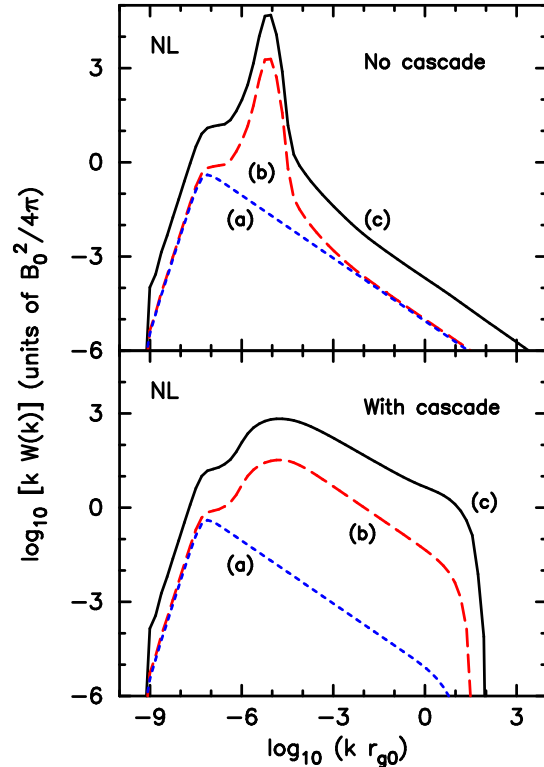 NL
No cascade
3
(b)
0
(a)
(c)
-3
-6
NL
With cascade
3
(c)
0
(b)
(a)
-3
-6
-9 -6 -3 0 3
log10 (k rg0)
log10 [k W(k)] (units of B0²/4π)